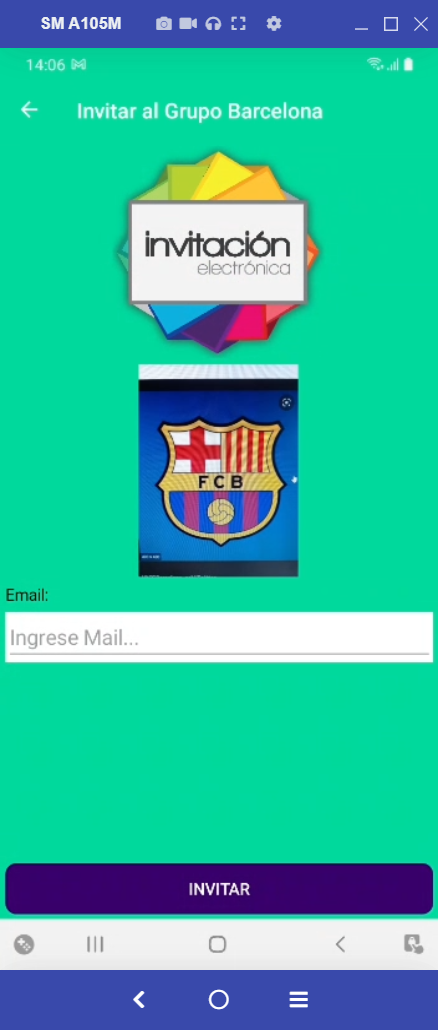 SM A105M
14:06
Invitar al Grupo Barcelona
invitación
electrónica
FCB
Email:
Ingrese Mail...
INVITAR